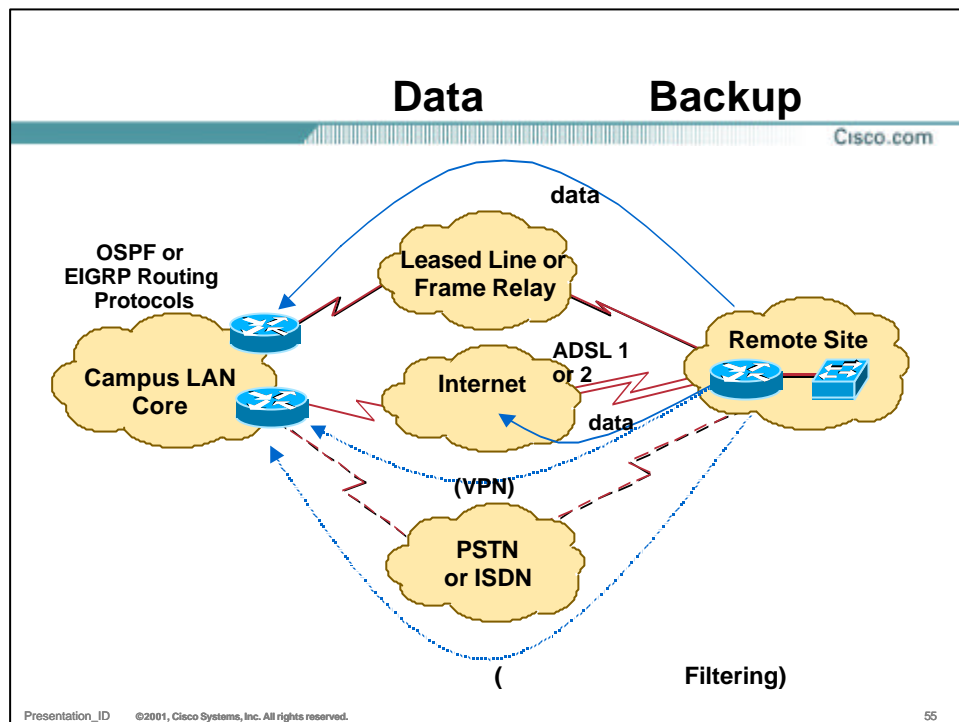 Data Backup
Cisco.com
data
OSPF or
EIGRP Routing
Protocols
Leased Line or
Frame Relay
Campus LAN
Core
Internet
ADSL 1
or 2
data
Remote Site
(VPN)
PSTN
or ISDN
( Filtering)
Presentation_ID ©2001, Cisco Systems, Inc. All rights reserved. 55